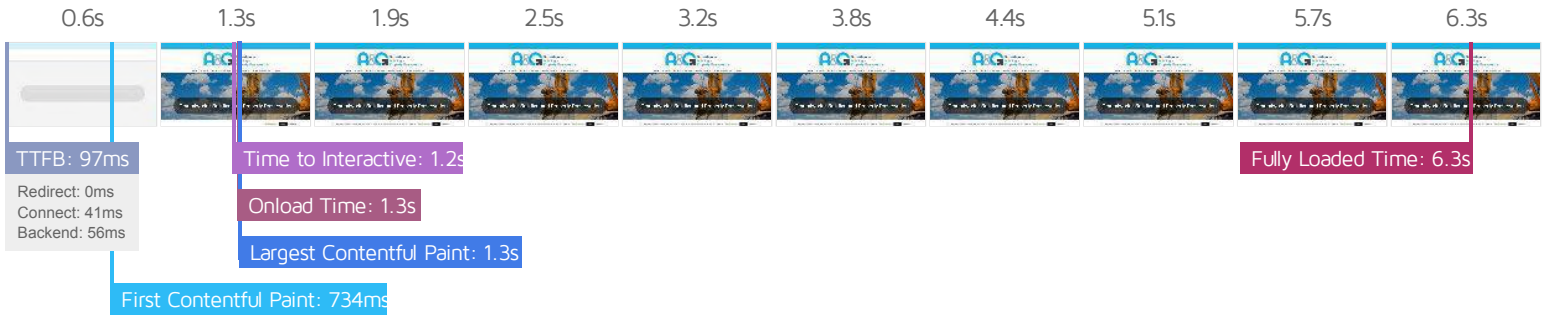 0.6s 1.3s 1.9s 2.5s 3.2s 3.8s 4.4s 5.1s 5.7s 6.3s
A&G A&G A&G A&G A&G A&G A&G A&G A&G
TTFB: 97ms
Redirect: 0ms
Connect: 41ms
Backend: 56ms
Time to Interactive: 1.2s
Fully Loaded Time: 6.3s
Onload Time: 1.3s
Largest Contentful Paint: 1.3s
First Contentful Paint: 734ms